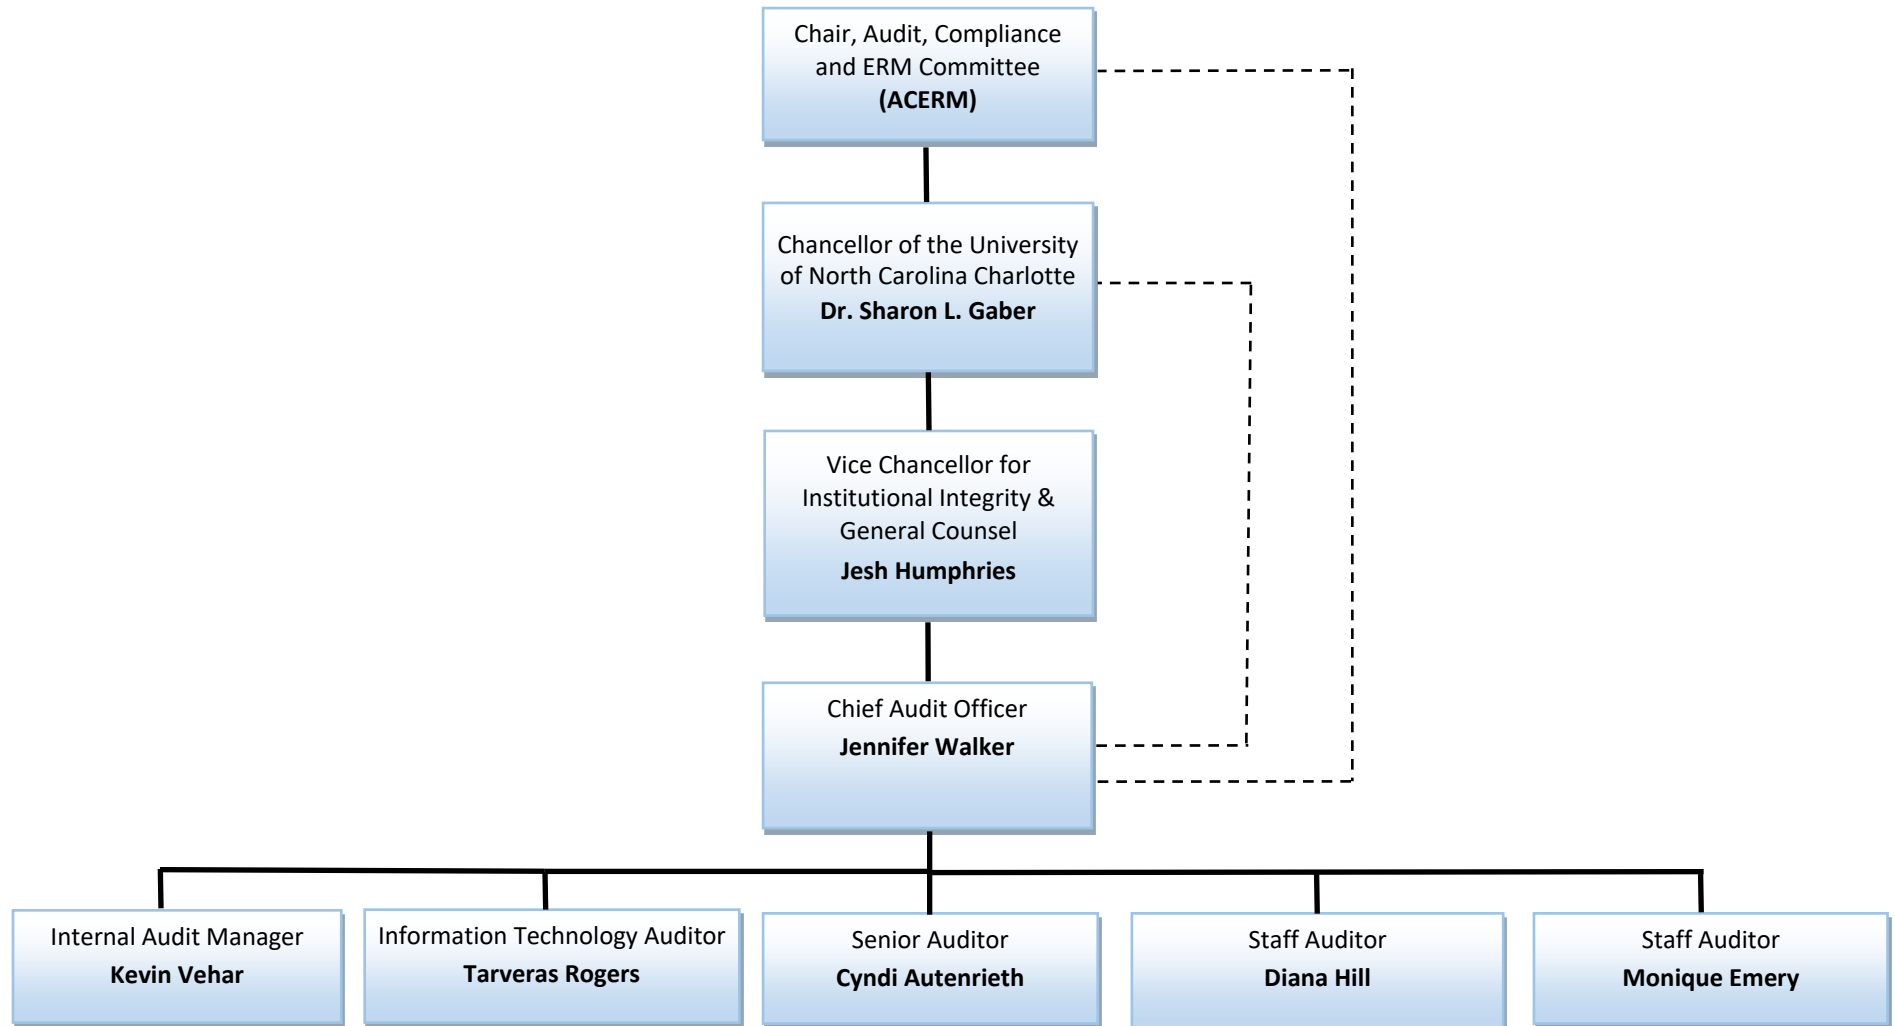 Chair, Audit, Compliance
and ERM Committee
(ACERM)
Chancellor of the University
of North Carolina Charlotte
Dr. Sharon L. Gaber
Vice Chancellor for
Institutional Integrity &
General Counsel
Jesh Humphries
Chief Audit Officer
Jennifer Walker
Internal Audit Manager
Kevin Vehar
Information Technology Auditor
Tarveras Rogers
Senior Auditor
Cyndi Autenrieth
Staff Auditor
Diana Hill
Staff Auditor
Monique Emery